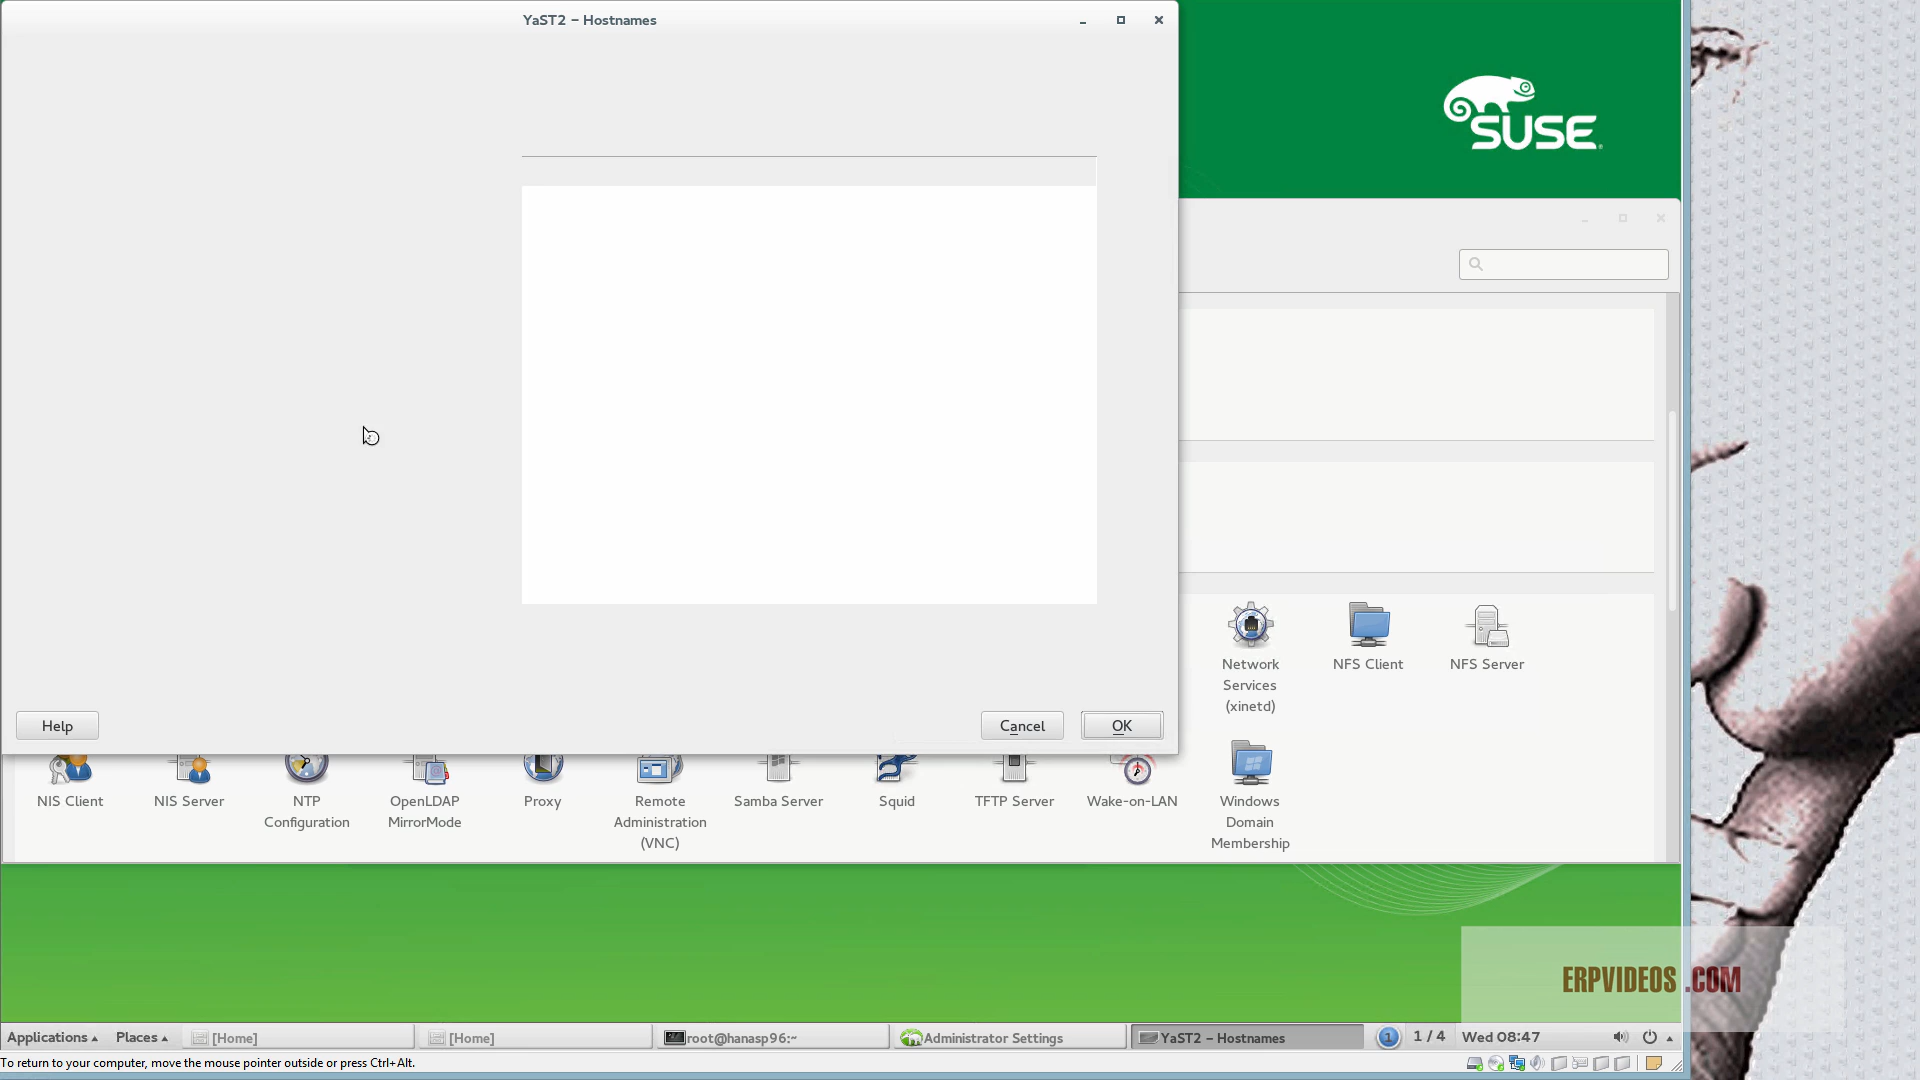 YaST2 - Hostnames
SUSE
Help
Cancel
OK
Network
Services
(xinetd)
NFS Client
NFS Server
NIS Client
NIS Server
NTP
Configuration
OpenLDAP
MirrorMode
Proxy
Remote
Administration
(VNC)
Samba Server
Squid
TFTP Server
Wake-on-LAN
Windows
Domain
Membership
ERPVIDEOS .COM
Applications
Places
[Home]
[Home]
root@hanasp96:~
Administrator Settings
YaST2 - Hostnames
1
1 / 4
Wed 08:47
To return to your computer, move the mouse pointer outside or press Ctrl+Alt.